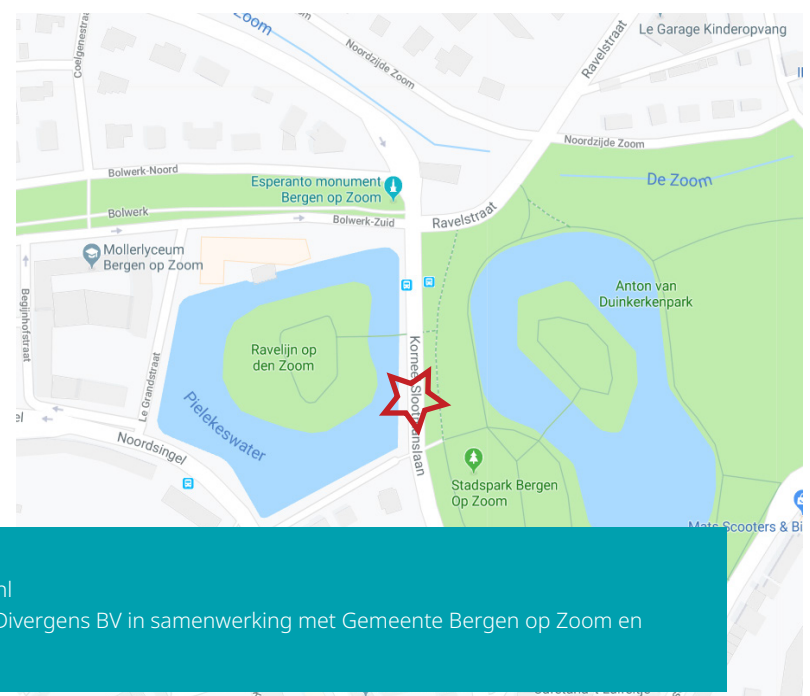 Zoom
Noordzijde Zoom
Ravelstraat
Le Garage Kinderopvang
Coelgenestraat
Noordzijde Zoom
De Zoom
Bolwerk-Noord
Esperanto monument
Bergen op Zoom
Bolwerk
Bolwerk-Zuid
Ravelstraat
Mollerlyceum
Bergen op Zoom
Anton van
Duinkerkenpark
Begijnhofstraat
Ravelijn op
den Zoom
Le Grandstraat
Pielekeswater
Noordsingel
Stadspark Bergen
Op Zoom
Mats Scooters & Bi
nl
Divergens BV in samenwerking met Gemeente Bergen op Zoom en